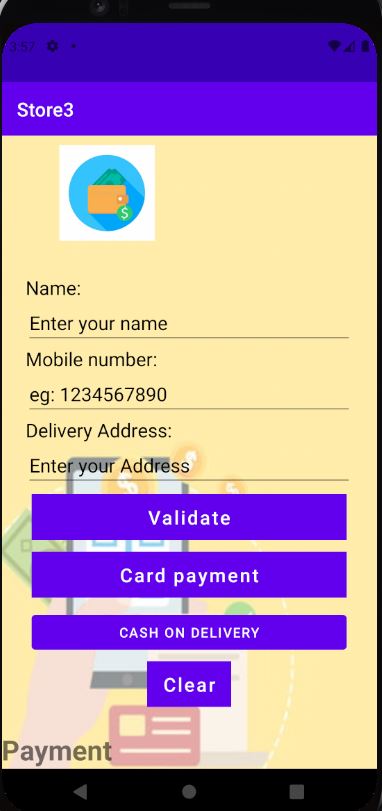 3:57
Store3
$
Name:
Enter your name
Mobile number:
eg: 1234567890
Delivery Address:
Enter your Address
Validate
Card payment
CASH ON DELIVERY
Clear
Payment